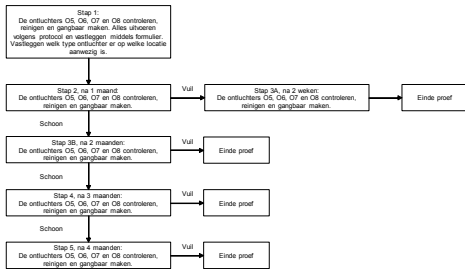 Stap 1:
De ontluchters O5, O6, O7 en O8 controleren,
reinigen en gangbaar maken. Alles uitvoeren
volgens protocol en vastleggen middels formulier.
Vastleggen welk type ontluchter er op welke locatie
aanwezig is.
Stap 2, na 1 maand:
De ontluchters O5, O6, O7 en O8 controleren,
reinigen en gangbaar maken.
Vuil
Stap 3A, na 2 weken:
De ontluchters O5, O6, O7 en O8 controleren,
reinigen en gangbaar maken.
Vuil
Einde proef
Schoon
Stap 3B, na 2 maanden:
De ontluchters O5, O6, O7 en O8 controleren,
reinigen en gangbaar maken.
Vuil
Einde proef
Schoon
Stap 4, na 3 maanden:
De ontluchters O5, O6, O7 en O8 controleren,
reinigen en gangbaar maken.
Vuil
Einde proef
Schoon
Stap 5, na 4 maanden:
De ontluchters O5, O6, O7 en O8 controleren,
reinigen en gangbaar maken.
Vuil
Einde proef